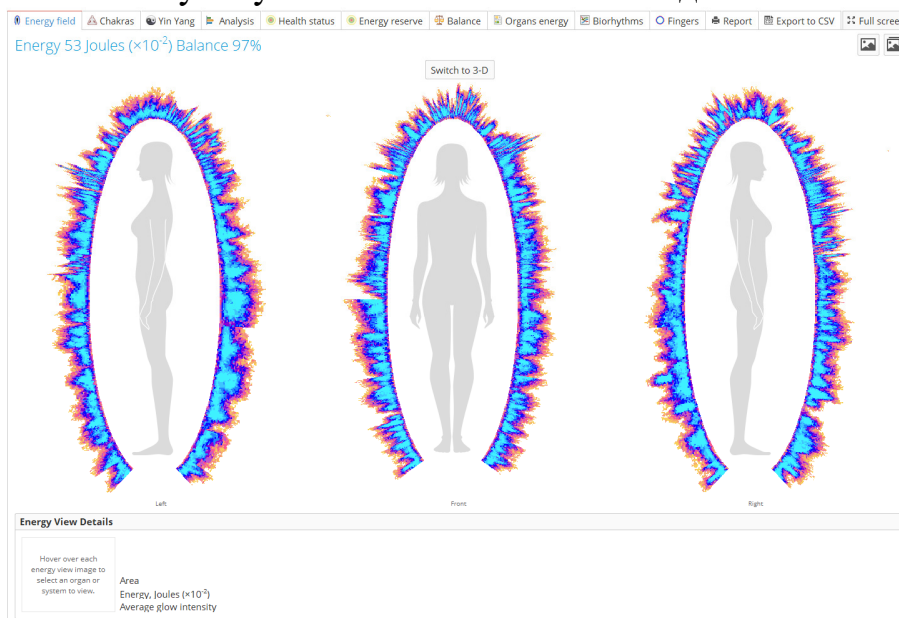 Energy field Chakras Yin Yang Analysis Health status Energy reserve Balance Organs energy Biorhythms Fingers Report Export to CSV Full scree
Energy 53 Joules (×10⁻²) Balance 97%
Switch to 3-D
Left Front Right
Energy View Details
Hover over each
energy view image to
select an organ or
system to view.
Area
Energy, Joules (×10⁻²)
Average glow intensity